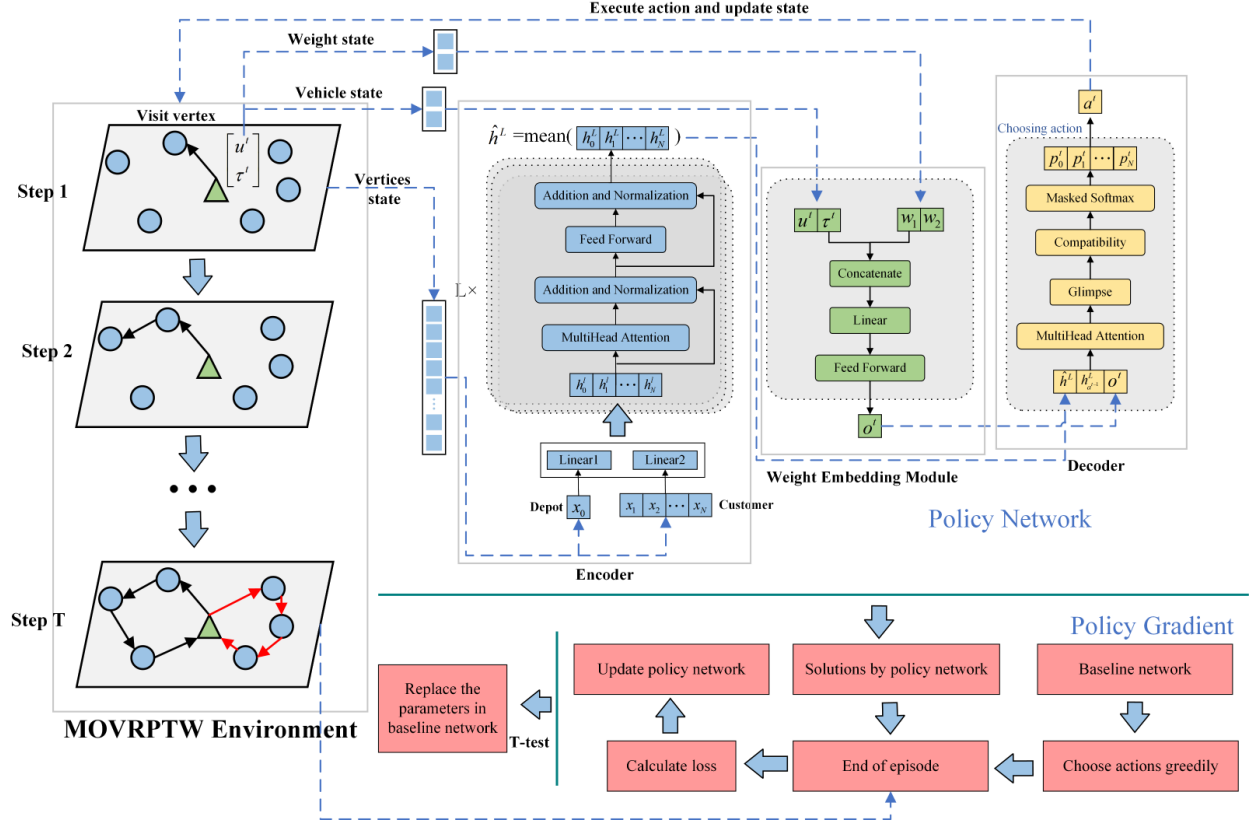 Execute action and update state
Weight state
Vehicle state
Visit vertex
u^t
τ^t
Step 1
Vertices
state
Step 2
• • •
Step T
MOVRPTW Environment
ĥ^L =mean( h_0^L h_1^L ⋯ h_N^L )
Addition and Normalization
Feed Forward
L×
Addition and Normalization
MultiHead Attention
h_0^l h_1^l ⋯ h_N^l
Linear1
Linear2
Depot
x_0
x_1 x_2 ⋯ x_N
Customer
Encoder
u^t τ^t
w_1 w_2
Concatenate
Linear
Feed Forward
o^t
Weight Embedding Module
a^t
Choosing action
p_0^t p_1^t ⋯ p_N^t
Masked Softmax
Compatibility
Glimpse
MultiHead Attention
ĥ^L h_{o^{t-1}}^L o^t
Decoder
Policy Network
Policy Gradient
Update policy network
Solutions by policy network
Baseline network
Replace the
parameters in
baseline network
T-test
Calculate loss
End of episode
Choose actions greedily